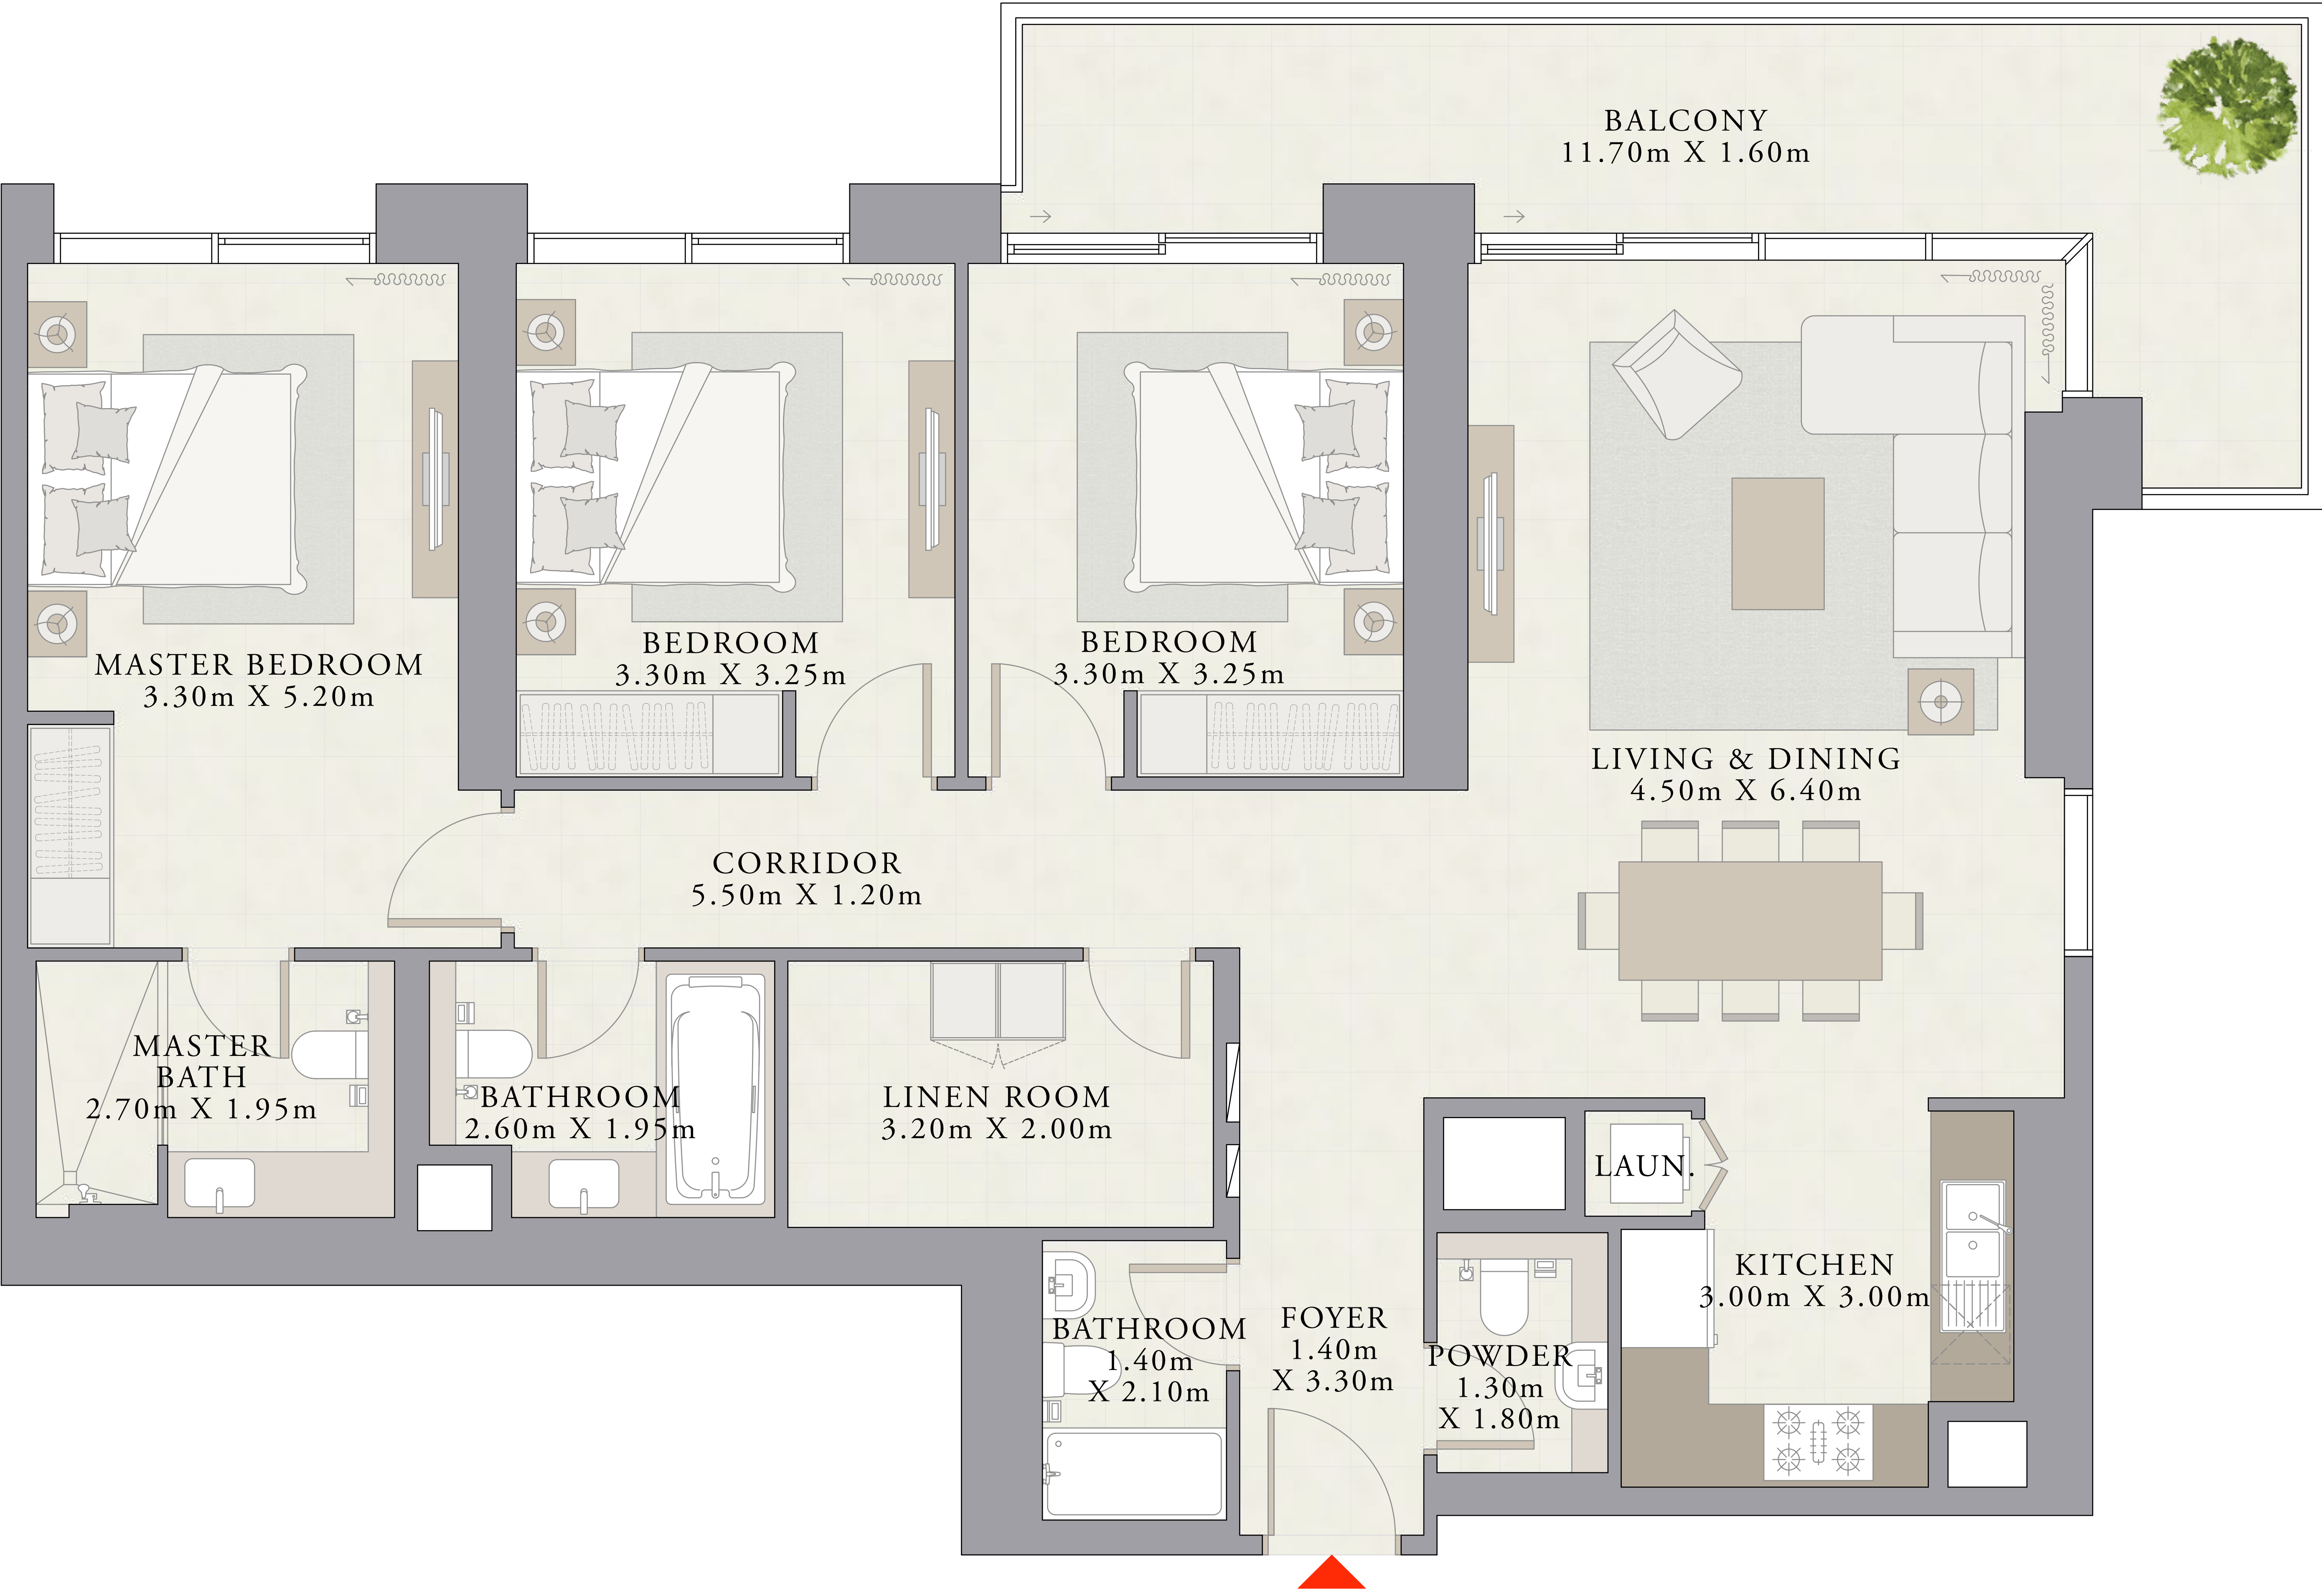 BALCONY
11.70m X 1.60m
MASTER BEDROOM
3.30m X 5.20m
BEDROOM
3.30m X 3.25m
BEDROOM
3.30m X 3.25m
LIVING & DINING
4.50m X 6.40m
CORRIDOR
5.50m X 1.20m
MASTER
BATH
2.70m X 1.95m
BATHROOM
2.60m X 1.95m
LINEN ROOM
3.20m X 2.00m
LAUN.
KITCHEN
3.00m X 3.00m
BATHROOM
1.40m
X 2.10m
FOYER
1.40m
X 3.30m
POWDER
1.30m
X 1.80m